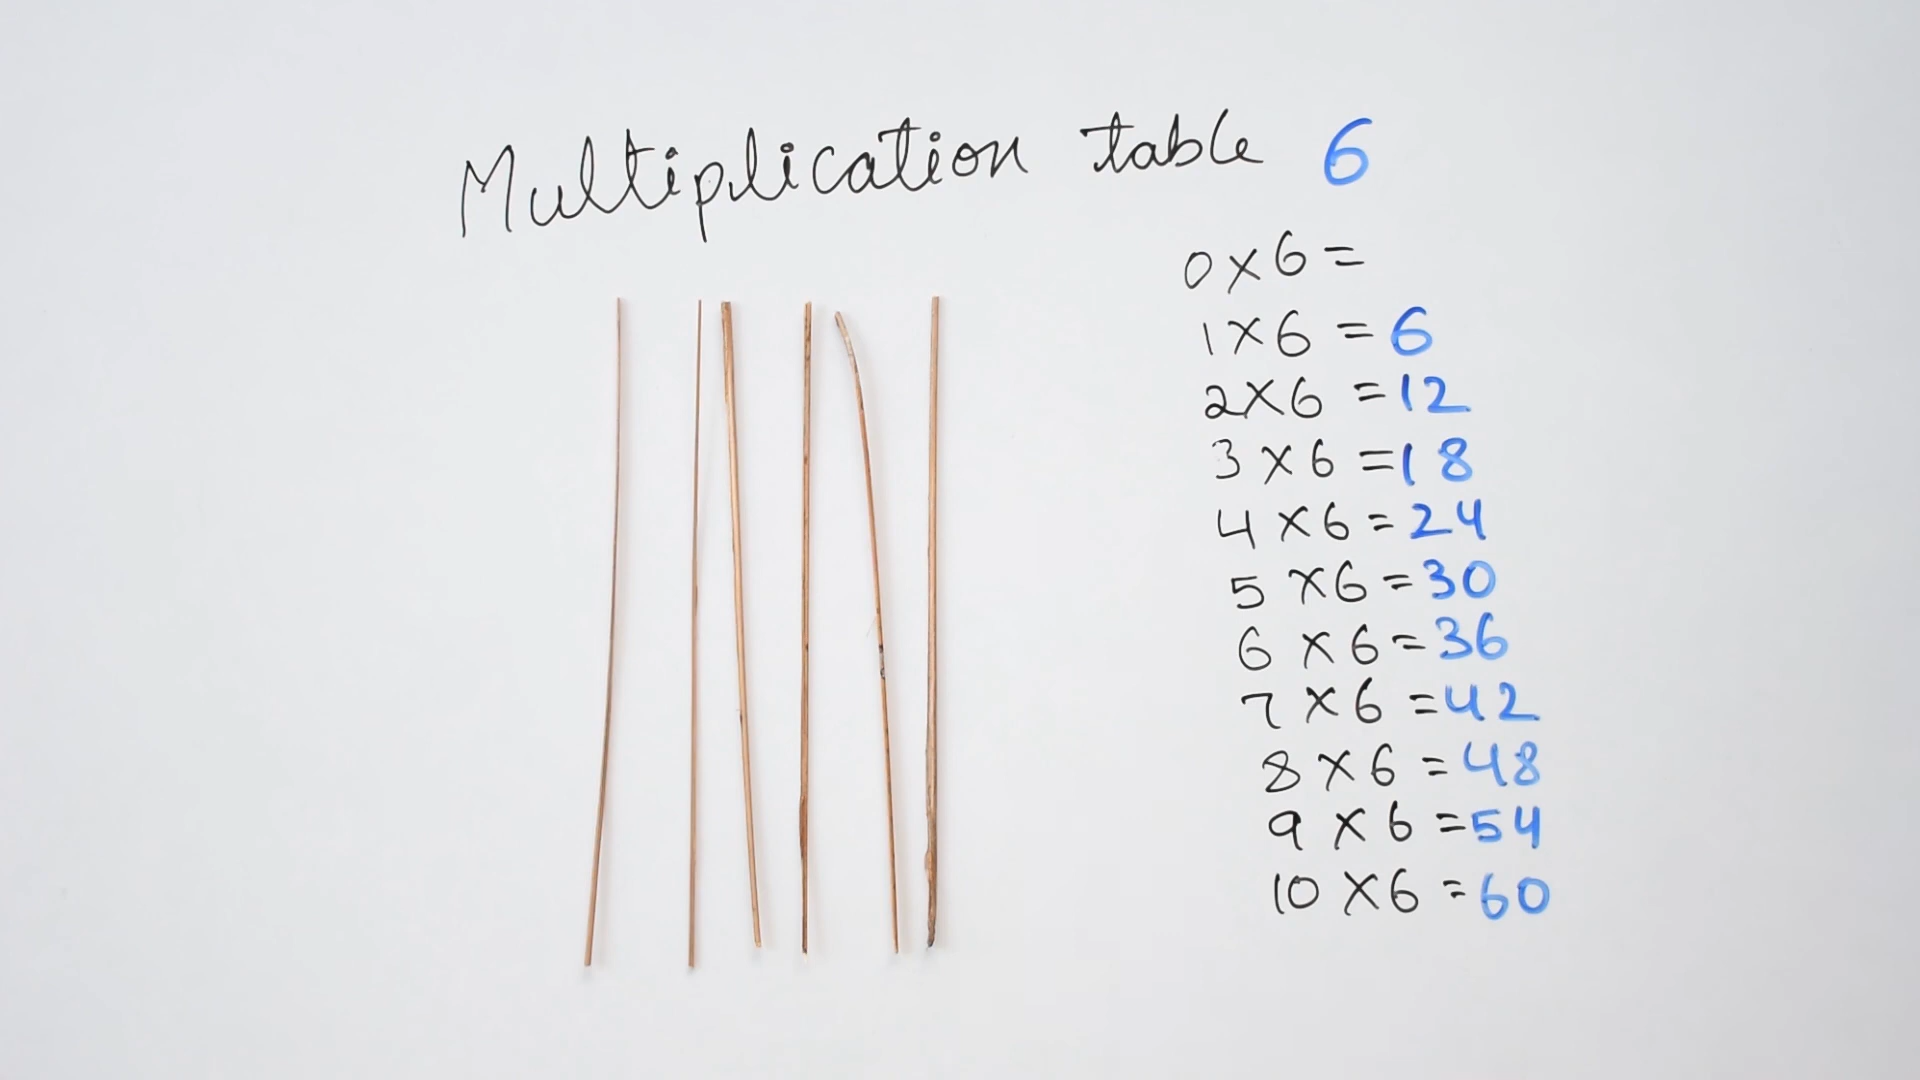 Multiplication table 6
0 × 6 =
1 × 6 = 6
2 × 6 = 12
3 × 6 = 18
4 × 6 = 24
5 × 6 = 30
6 × 6 = 36
7 × 6 = 42
8 × 6 = 48
9 × 6 = 54
10 × 6 = 60